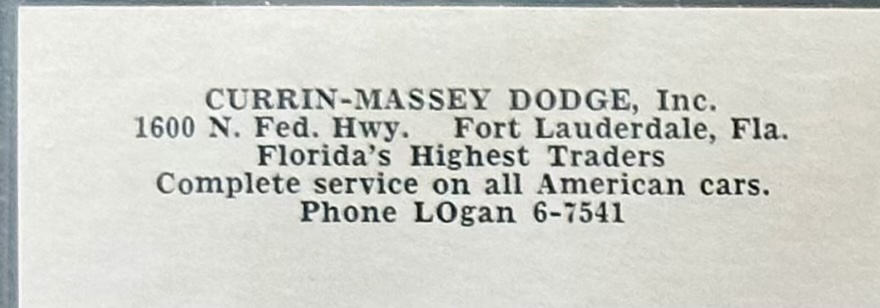 CURRIN-MASSEY DODGE, Inc.
1600 N. Fed. Hwy. Fort Lauderdale, Fla.
Florida's Highest Traders
Complete service on all American cars.
Phone LOgan 6-7541